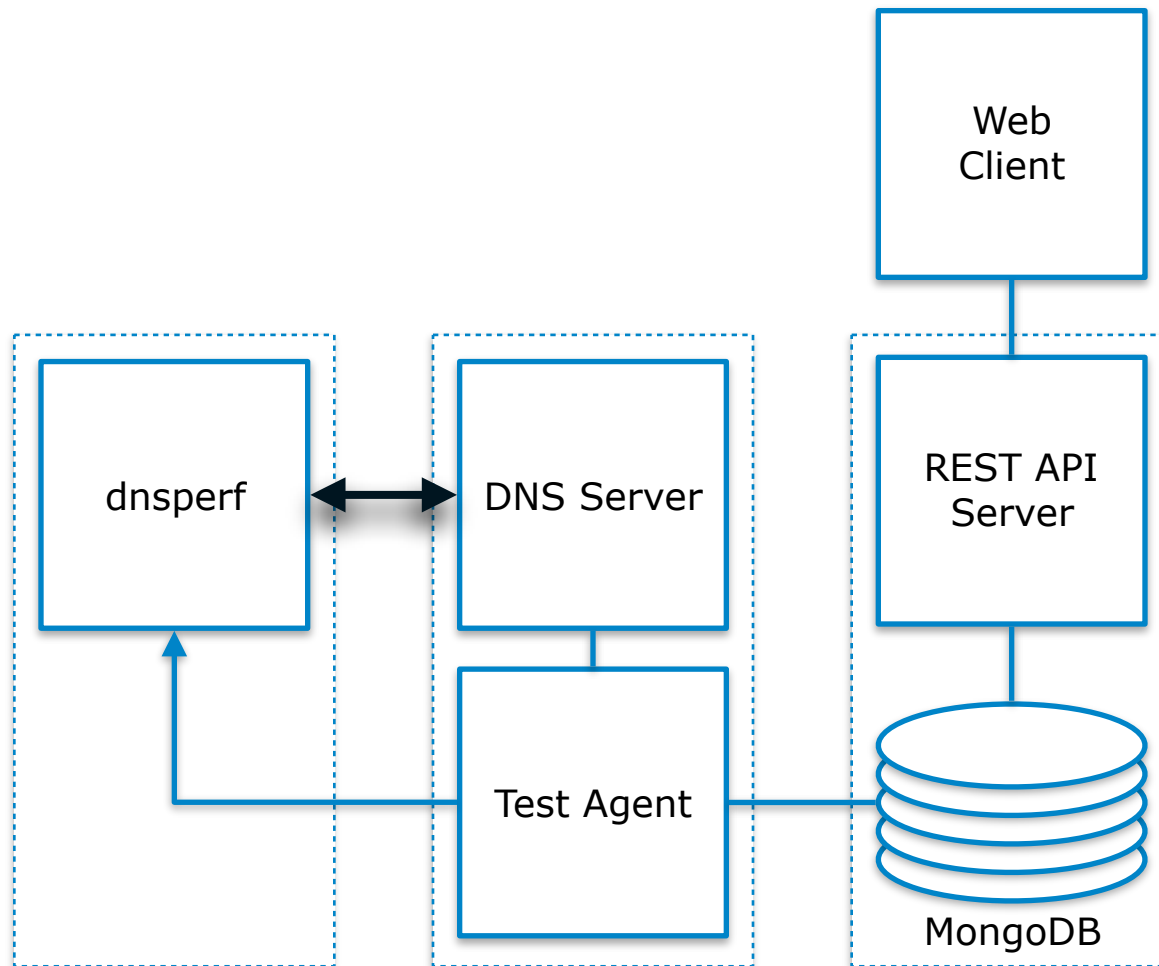 Web
Client
dnsperf
DNS Server
REST API
Server
Test Agent
MongoDB